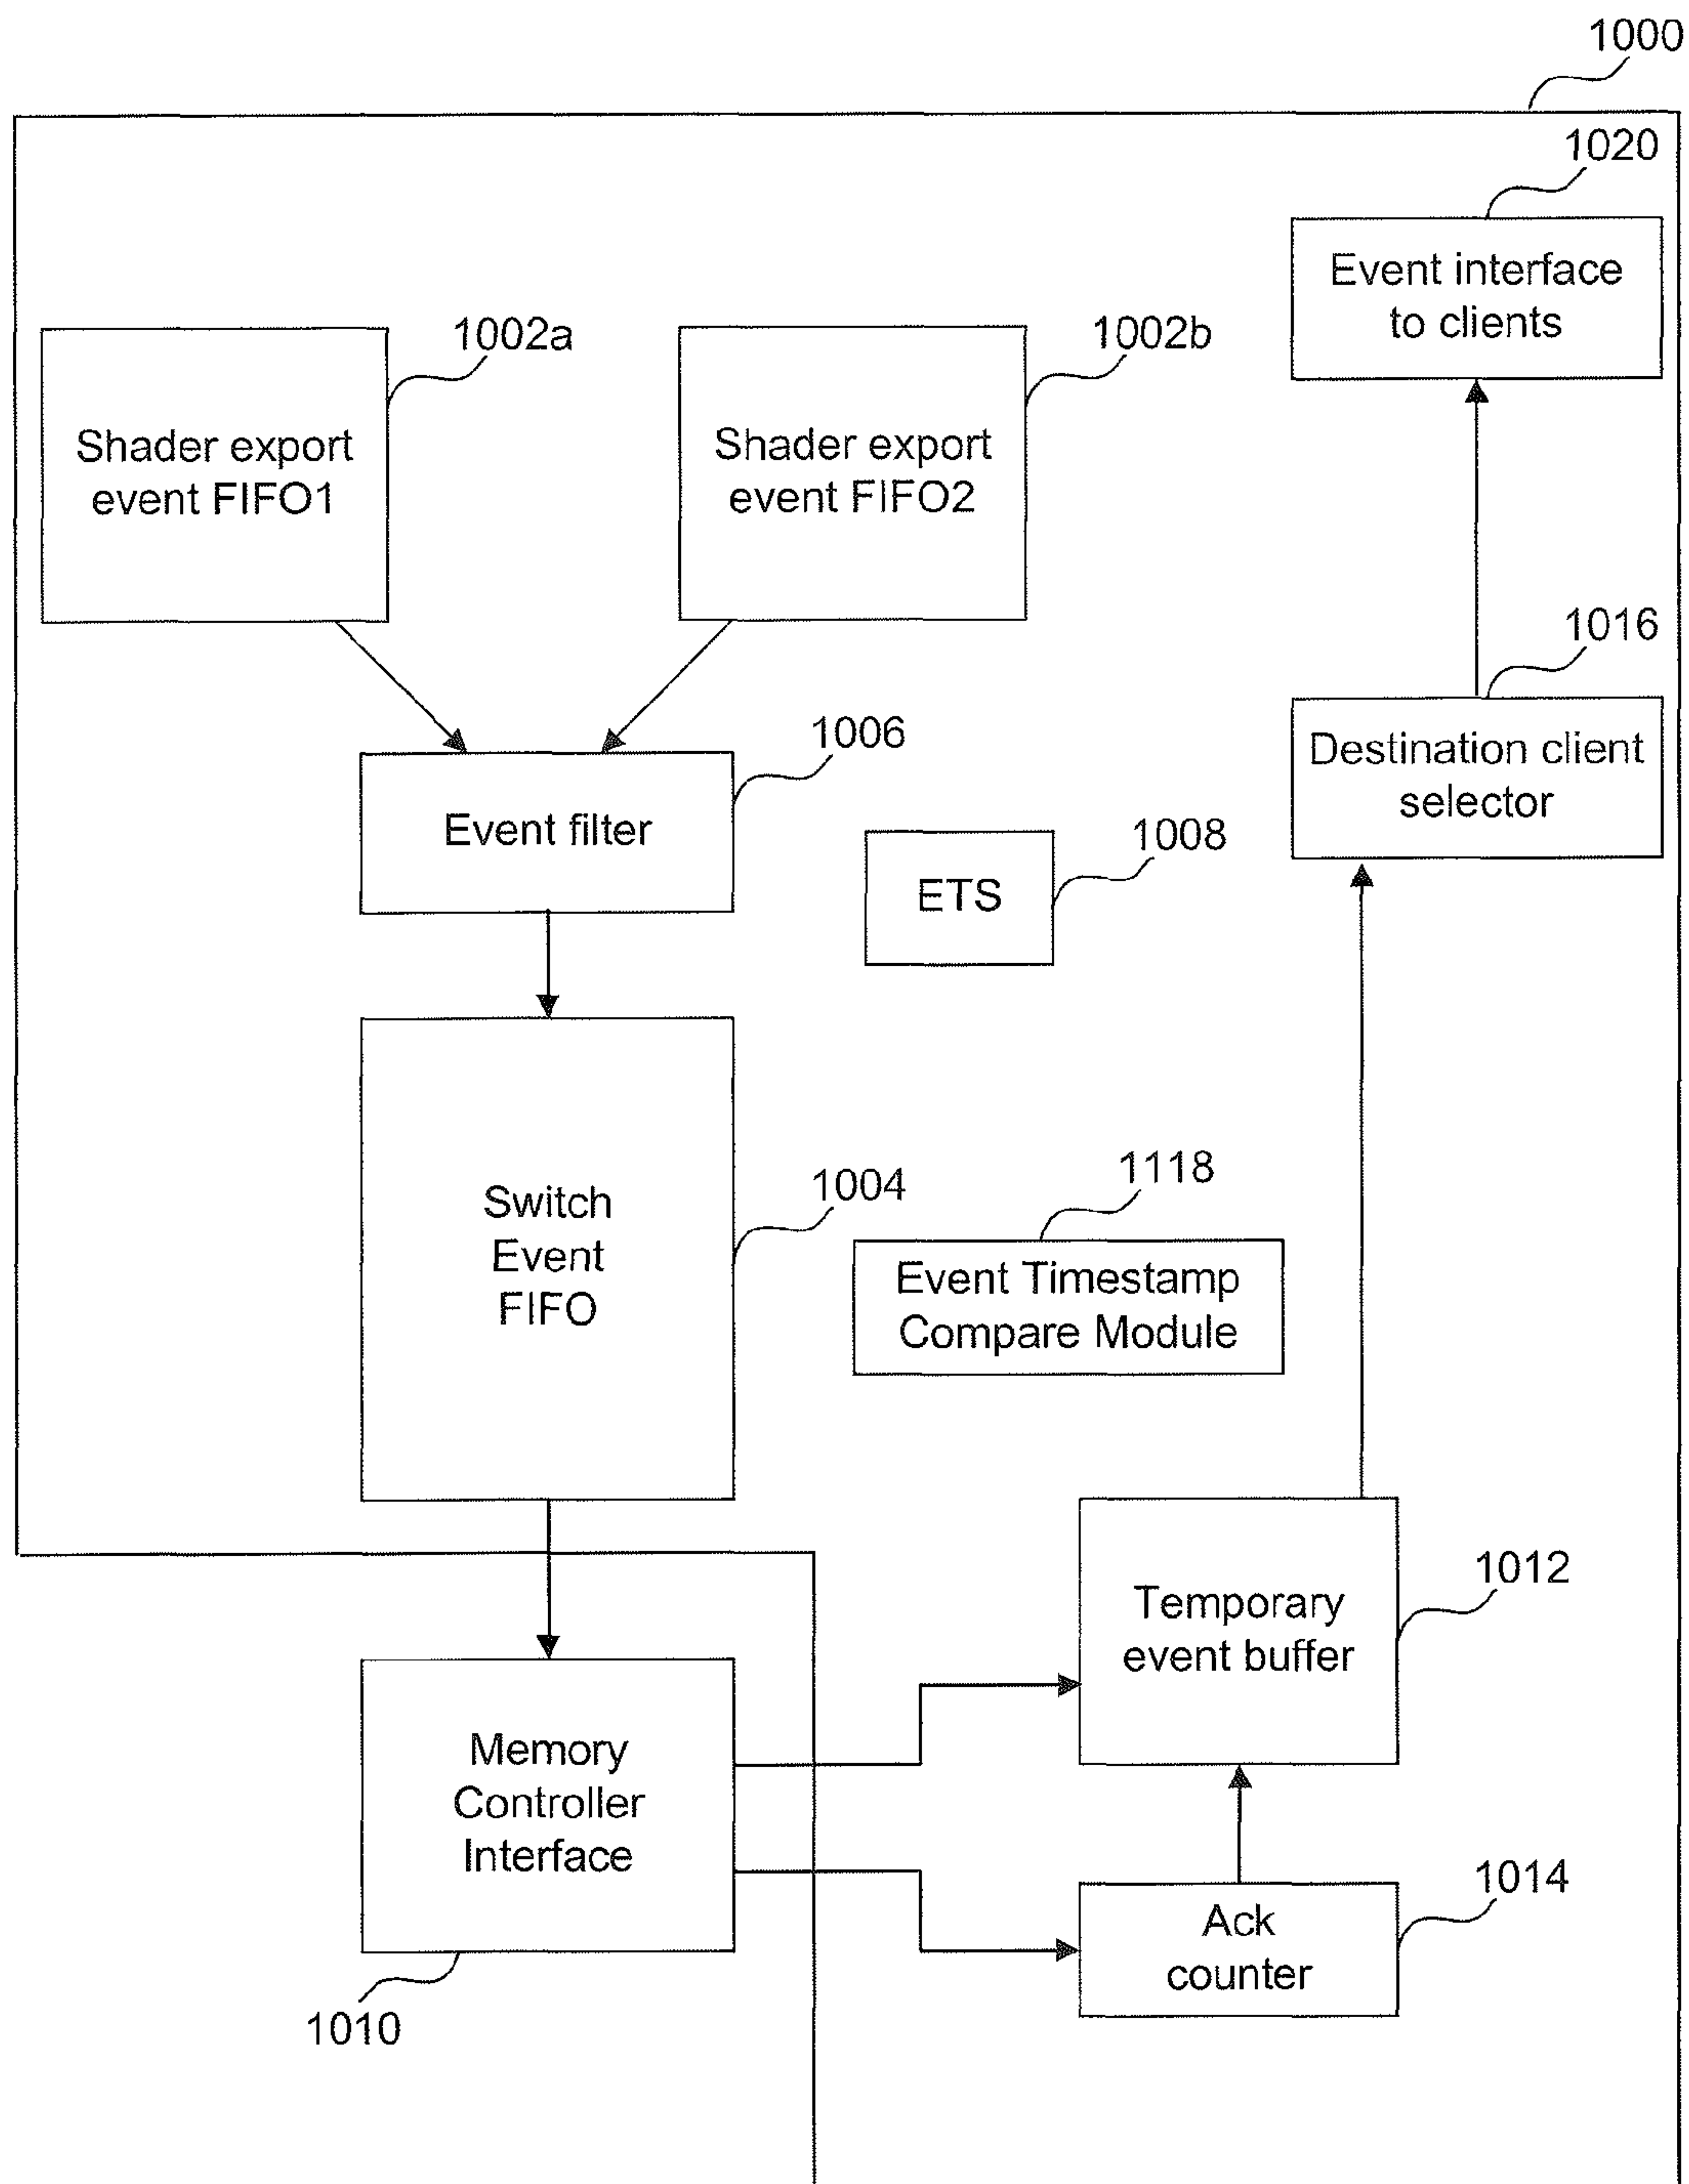 1000
1020
Event interface
to clients
1002a
1002b
Shader export
event FIFO1
Shader export
event FIFO2
1016
Destination client
selector
1006
Event filter
1008
ETS
1004
Switch
Event
FIFO
1118
Event Timestamp
Compare Module
1012
Temporary
event buffer
Memory
Controller
Interface
1010
1014
Ack
counter